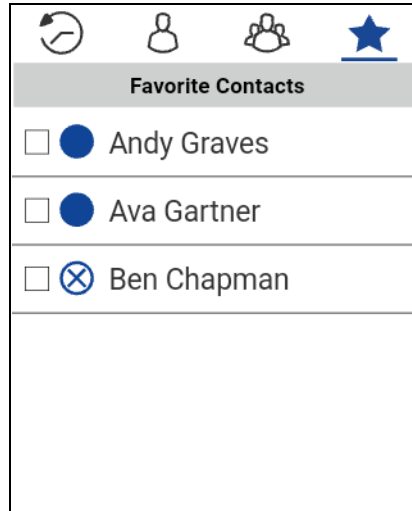 Favorite Contacts
Andy Graves
Ava Gartner
Ben Chapman